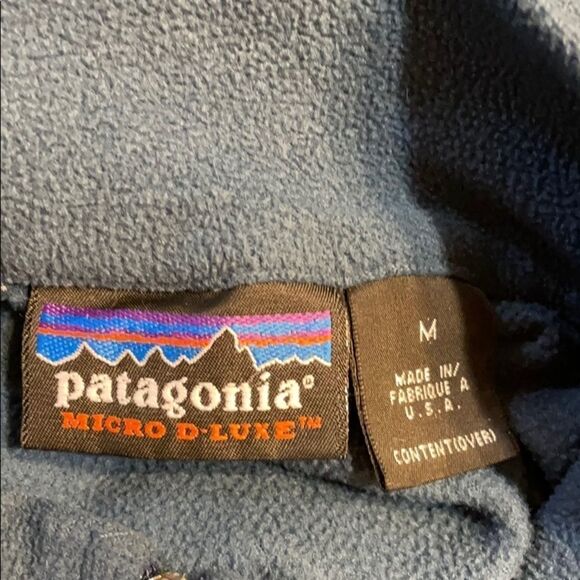 patagonia®
MICRO D-LUXE™
M
MADE IN/
FABRIQUE A
U.S.A.
CONTENT(OVER)